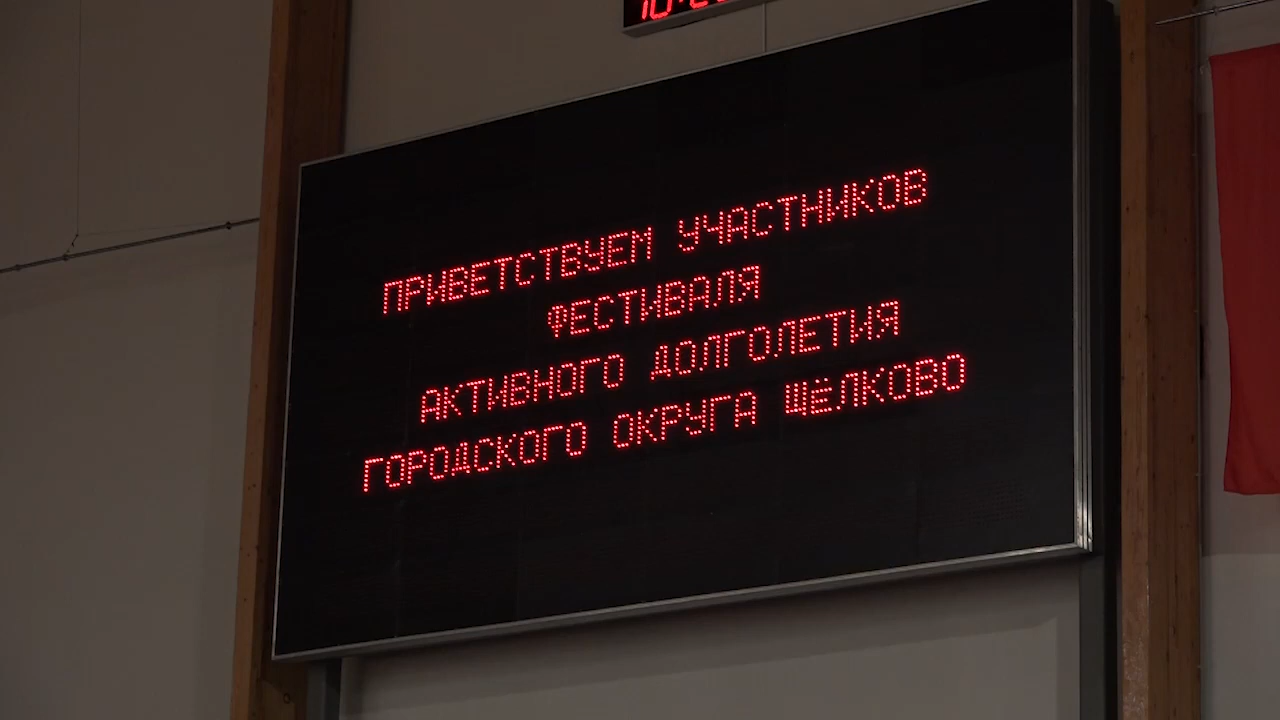 ПРИВЕТСТВУЕМ УЧАСТНИКОВ
ФЕСТИВАЛЯ
АКТИВНОГО ДОЛГОЛЕТИЯ
ГОРОДСКОГО ОКРУГА ЩЁЛКОВО